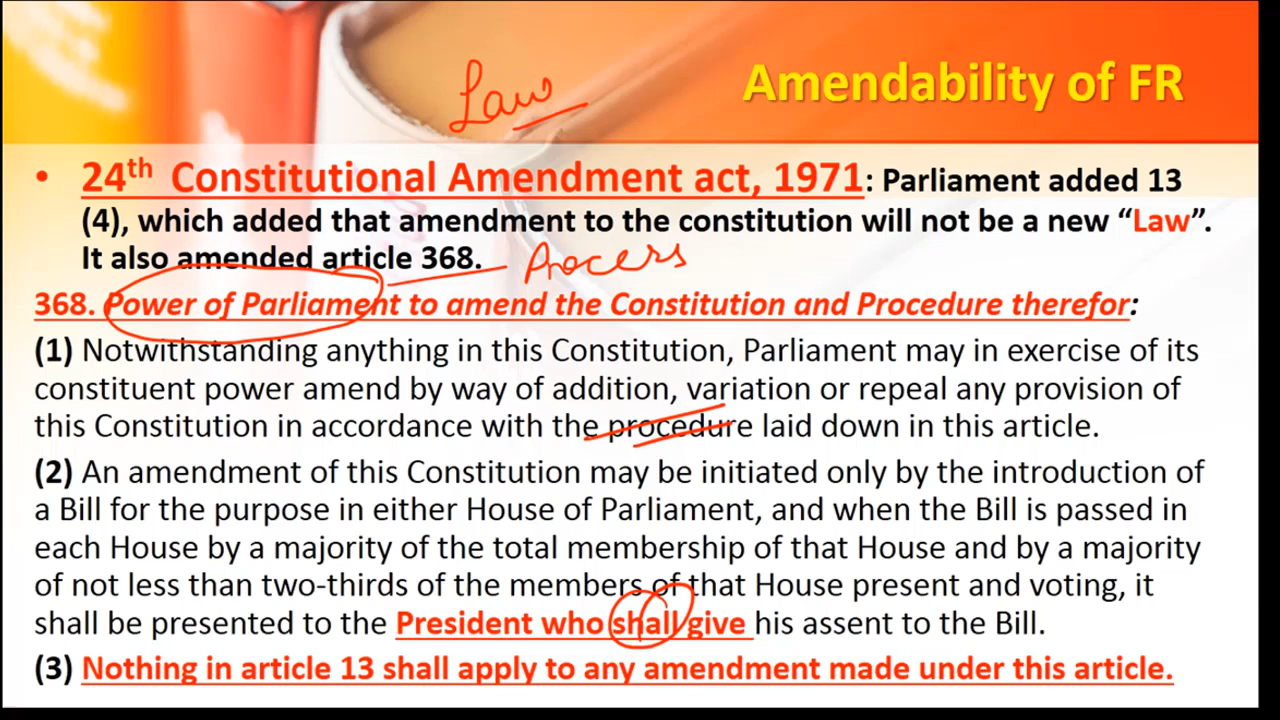 Amendability of FR
Law
• 24th Constitutional Amendment act, 1971: Parliament added 13
(4), which added that amendment to the constitution will not be a new “Law”.
It also amended article 368. Process
368. Power of Parliament to amend the Constitution and Procedure therefor:
(1) Notwithstanding anything in this Constitution, Parliament may in exercise of its
constituent power amend by way of addition, variation or repeal any provision of
this Constitution in accordance with the procedure laid down in this article.
(2) An amendment of this Constitution may be initiated only by the introduction of
a Bill for the purpose in either House of Parliament, and when the Bill is passed in
each House by a majority of the total membership of that House and by a majority
of not less than two-thirds of the members of that House present and voting, it
shall be presented to the President who shall give his assent to the Bill.
(3) Nothing in article 13 shall apply to any amendment made under this article.